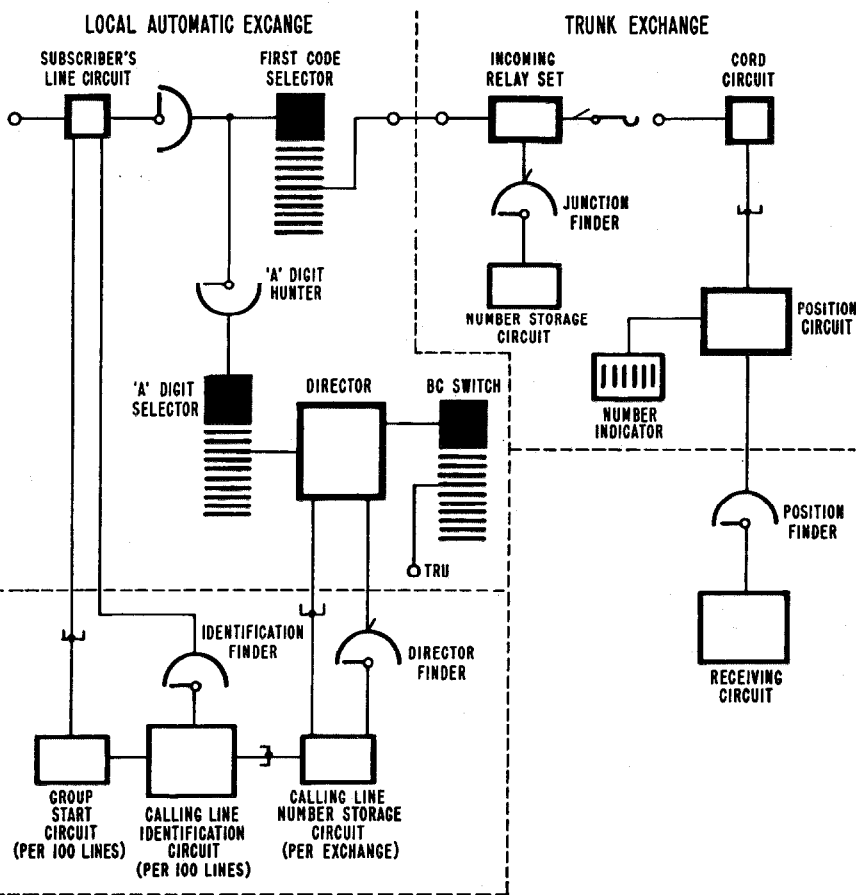 LOCAL AUTOMATIC EXCANGE
TRUNK EXCHANGE
SUBSCRIBER'S
LINE CIRCUIT
FIRST CODE
SELECTOR
INCOMING
RELAY SET
CORD
CIRCUIT
JUNCTION
FINDER
'A' DIGIT
HUNTER
NUMBER STORAGE
CIRCUIT
POSITION
CIRCUIT
'A' DIGIT
SELECTOR
DIRECTOR
BC SWITCH
NUMBER
INDICATOR
POSITION
FINDER
TRU
IDENTIFICATION
FINDER
DIRECTOR
FINDER
RECEIVING
CIRCUIT
GROUP
START
CIRCUIT
(PER 100 LINES)
CALLING LINE
IDENTIFICATION
CIRCUIT
(PER 100 LINES)
CALLING LINE
NUMBER STORAGE
CIRCUIT
(PER EXCHANGE)